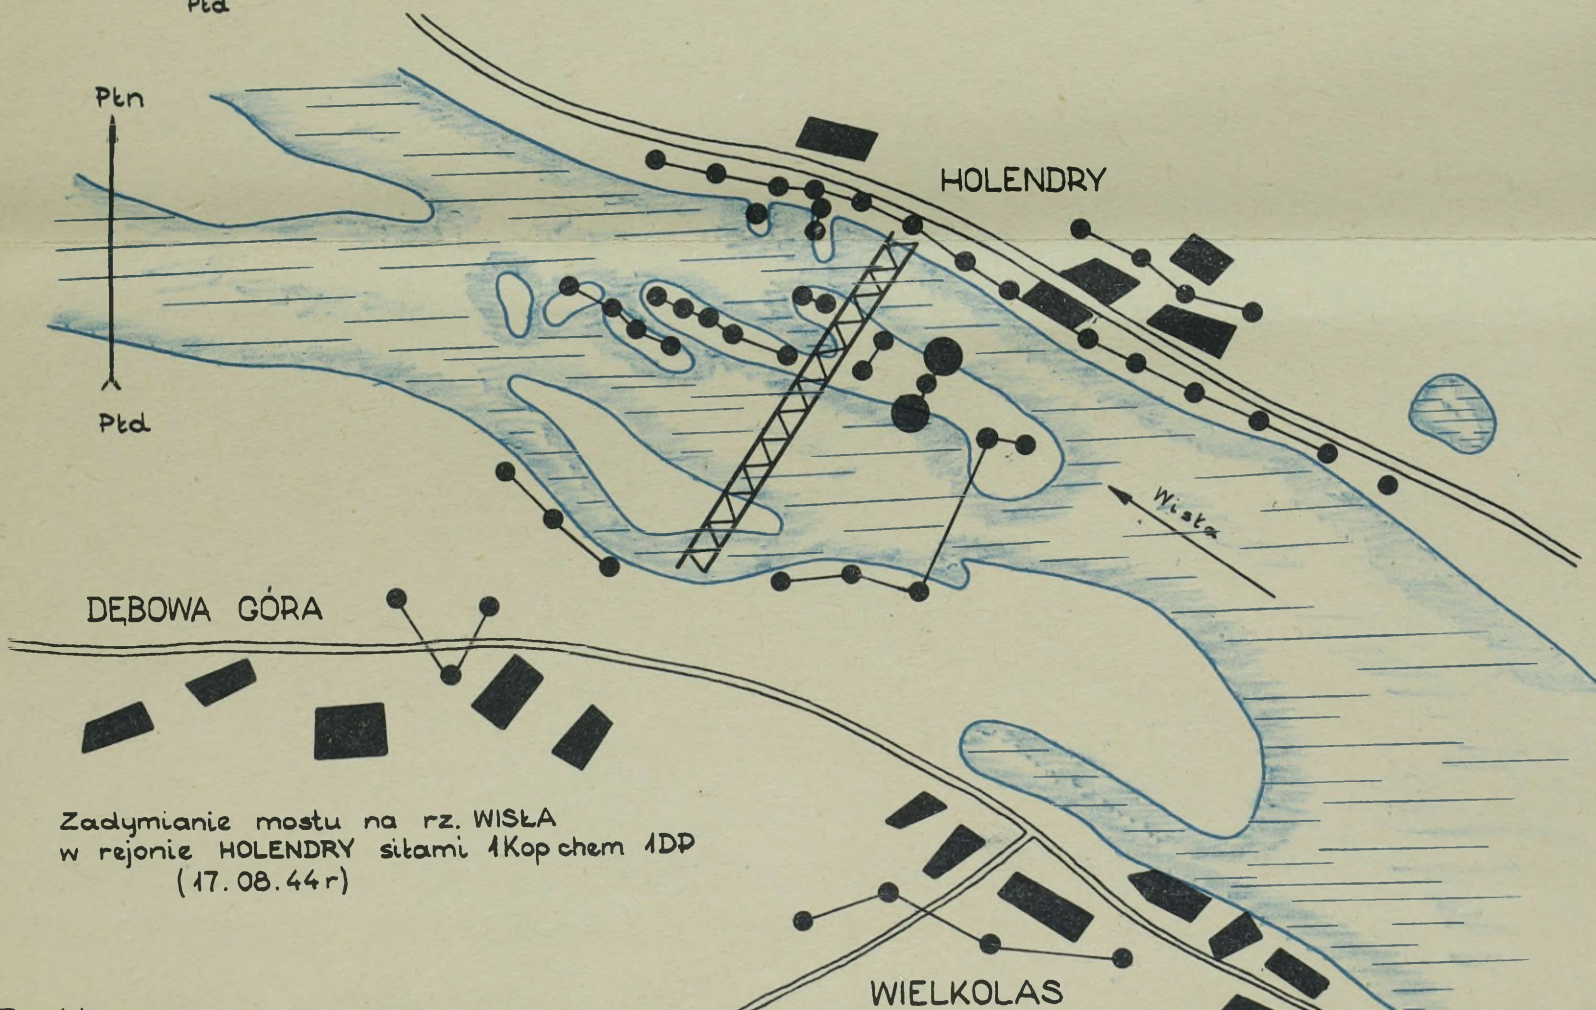 Ptd
Płn
HOLENDRY
Płd
Wisła
DĘBOWA GÓRA
Zadymianie mostu na rz. WISŁA
w rejonie HOLENDRY siłami 1Kop chem 1DP
(17.08.44r)
WIELKOLAS